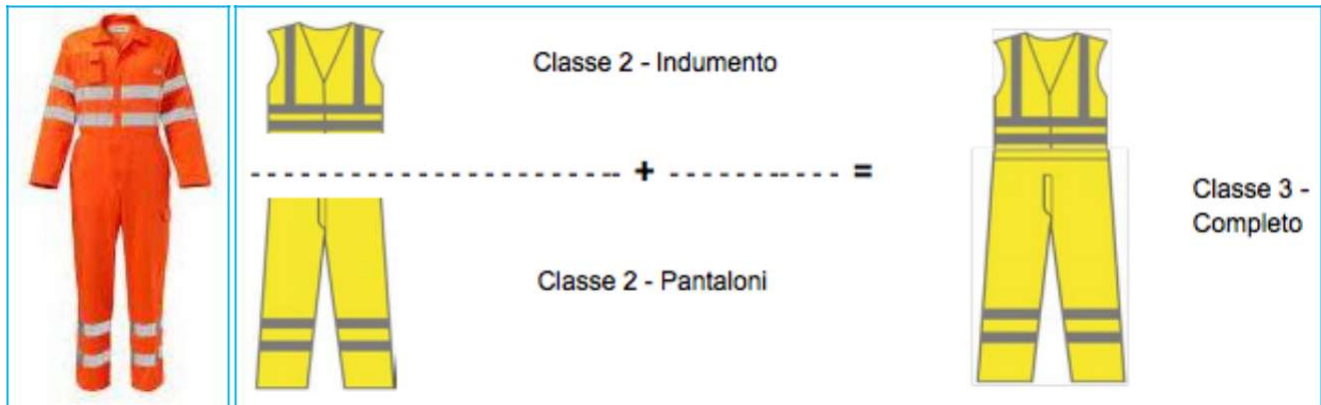 Classe 2 - Indumento
+ =
Classe 2 - Pantaloni
Classe 3 -
Completo